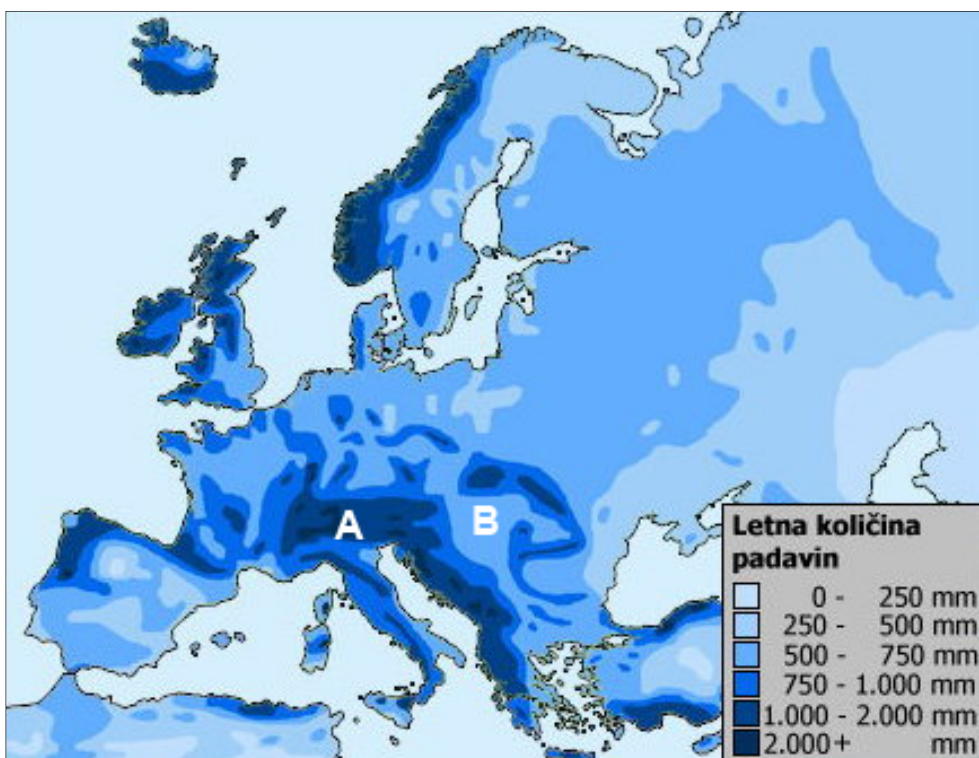 A
B
Letna količina
padavin
0 - 250 mm
250 - 500 mm
500 - 750 mm
750 - 1.000 mm
1.000 - 2.000 mm
2.000 + mm